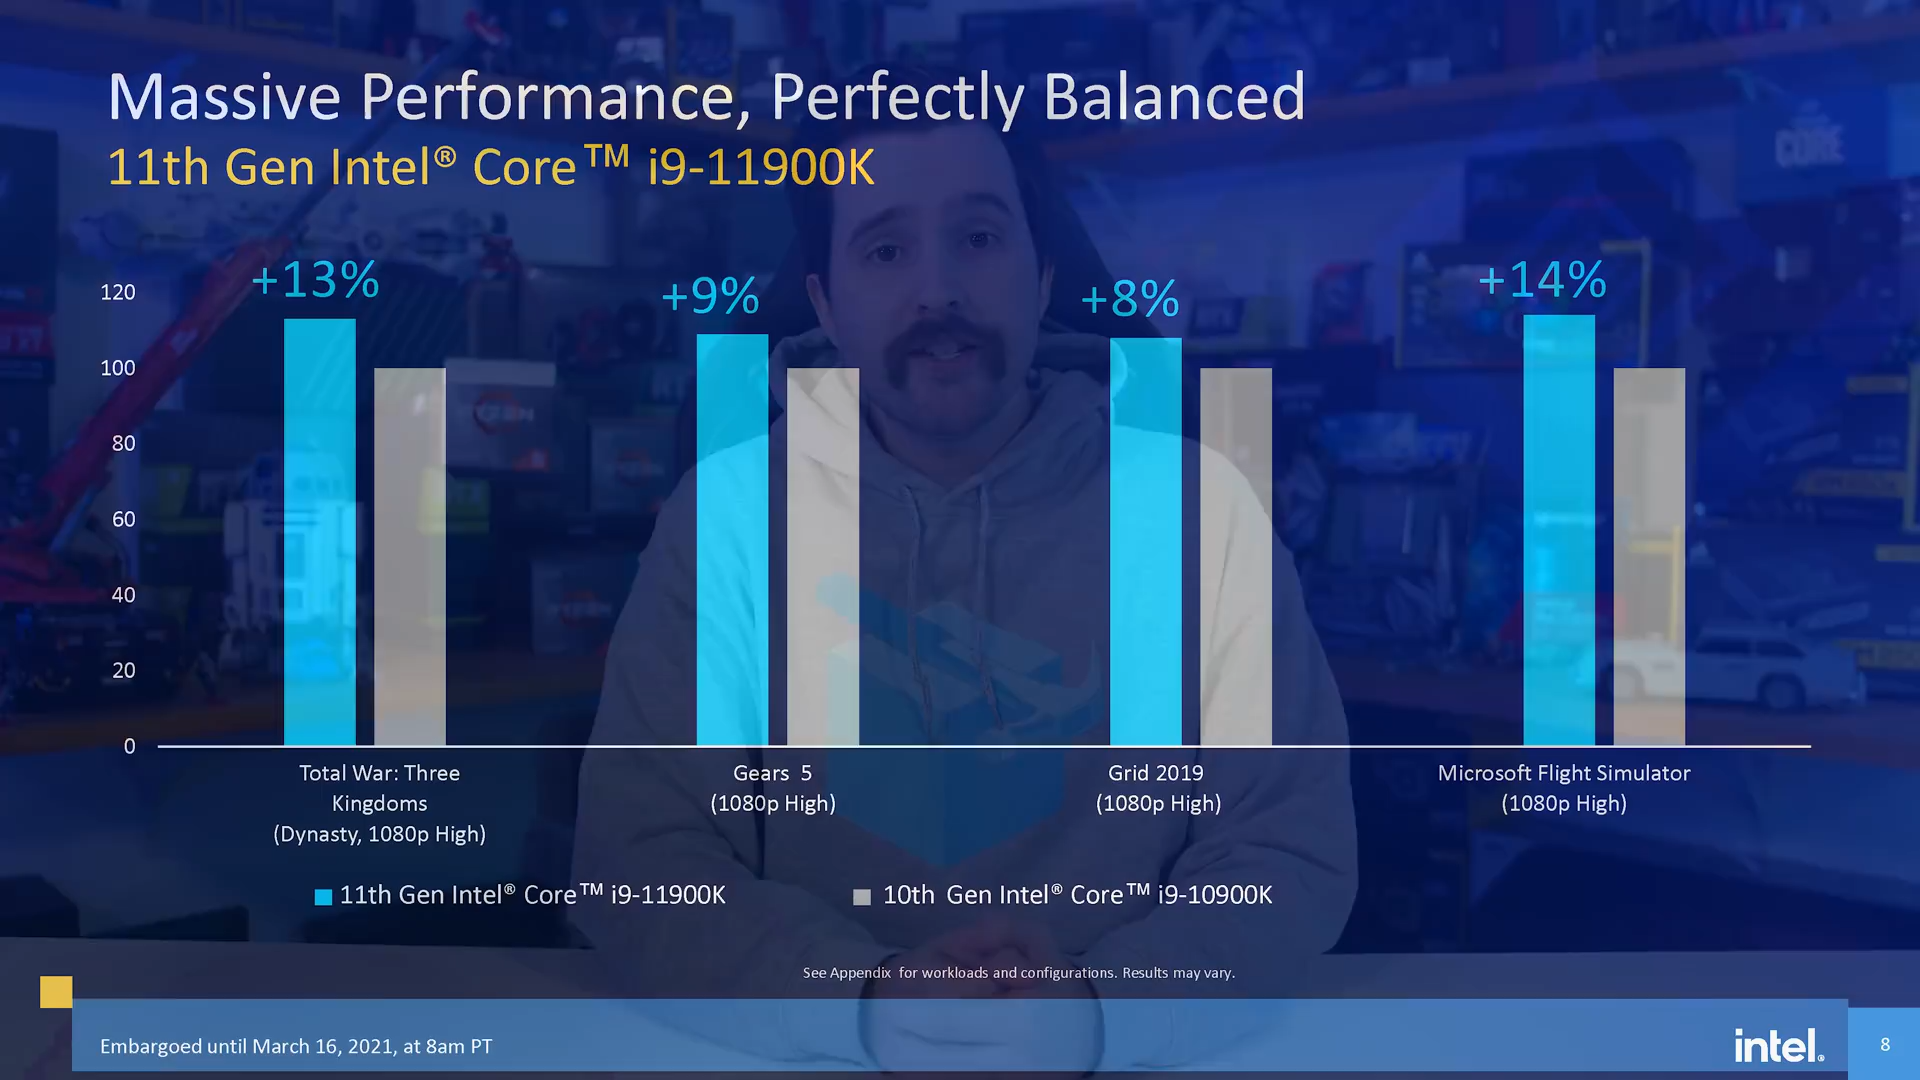 Massive Performance, Perfectly Balanced
11th Gen Intel® Core™ i9-11900K
+13%
+9%
+8%
+14%
120
100
80
60
40
20
0
Total War: Three
Kingdoms
(Dynasty, 1080p High)
Gears 5
(1080p High)
Grid 2019
(1080p High)
Microsoft Flight Simulator
(1080p High)
11th Gen Intel® Core™ i9-11900K
10th Gen Intel® Core™ i9-10900K
See Appendix for workloads and configurations. Results may vary.
Embargoed until March 16, 2021, at 8am PT
intel.
8
CORE
RYZEN